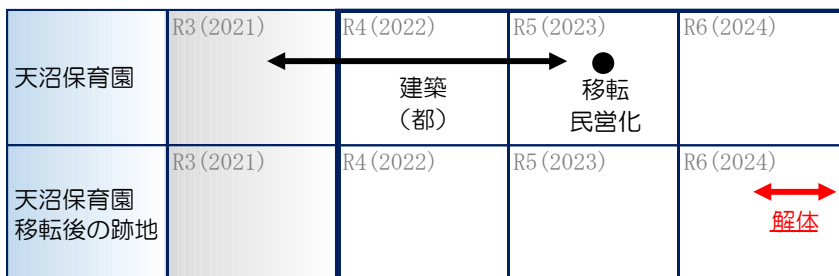 R3(2021) R4(2022) R5(2023) R6(2024)
天沼保育園
建築
（都）
移転
民営化
R3(2021) R4(2022) R5(2023) R6(2024)
天沼保育園
移転後の跡地
解体